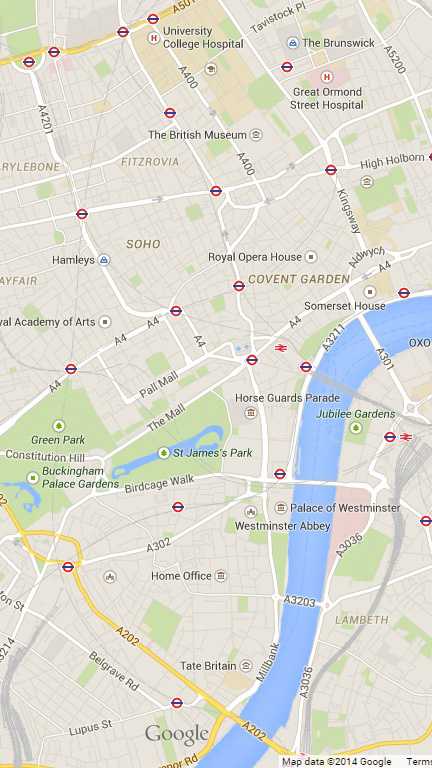 A501
Tavistock Pl
University
College Hospital
The Brunswick
A400
A5200
Great Ormond
Street Hospital
A4201
The British Museum
ARYLEBONE
FITZROVIA
A400
High Holborn
Kingsway
SOHO
Hamleys
Royal Opera House
Aldwych
A4
AYFAIR
COVENT GARDEN
Somerset House
yal Academy of Arts
A4
A4
A4
A4
A3211
A301
OXO
A4
Pall Mall
Horse Guards Parade
The Mall
Jubilee Gardens
Green Park
Constitution Hill
St James's Park
Buckingham
Palace Gardens
Birdcage Walk
Palace of Westminster
Westminster Abbey
A302
A3036
Home Office
A3203
LAMBETH
A202
Millbank
Belgrave Rd
Tate Britain
A3036
3214
Lupus St
Google
A202
Map data ©2014 Google
Terms